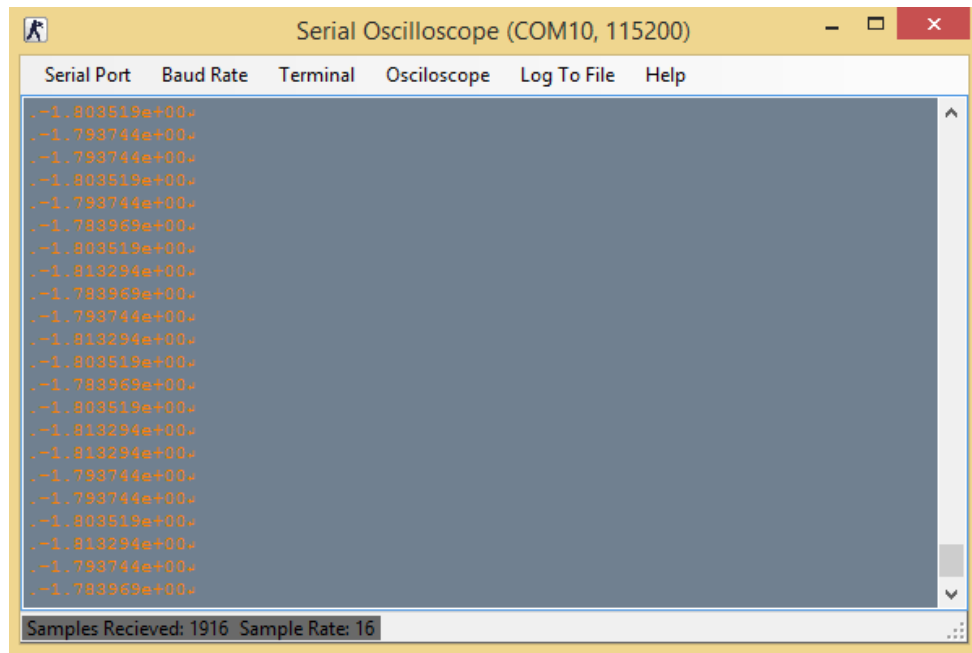 Serial Oscilloscope (COM10, 115200)
Serial Port Baud Rate Terminal Osciloscope Log To File Help
.-1.803519e+00↲
.-1.793744e+00↲
.-1.793744e+00↲
.-1.803519e+00↲
.-1.793744e+00↲
.-1.783969e+00↲
.-1.803519e+00↲
.-1.813294e+00↲
.-1.783969e+00↲
.-1.793744e+00↲
.-1.813294e+00↲
.-1.803519e+00↲
.-1.783969e+00↲
.-1.803519e+00↲
.-1.813294e+00↲
.-1.813294e+00↲
.-1.793744e+00↲
.-1.793744e+00↲
.-1.803519e+00↲
.-1.813294e+00↲
.-1.793744e+00↲
.-1.783969e+00↲
Samples Recieved: 1916 Sample Rate: 16